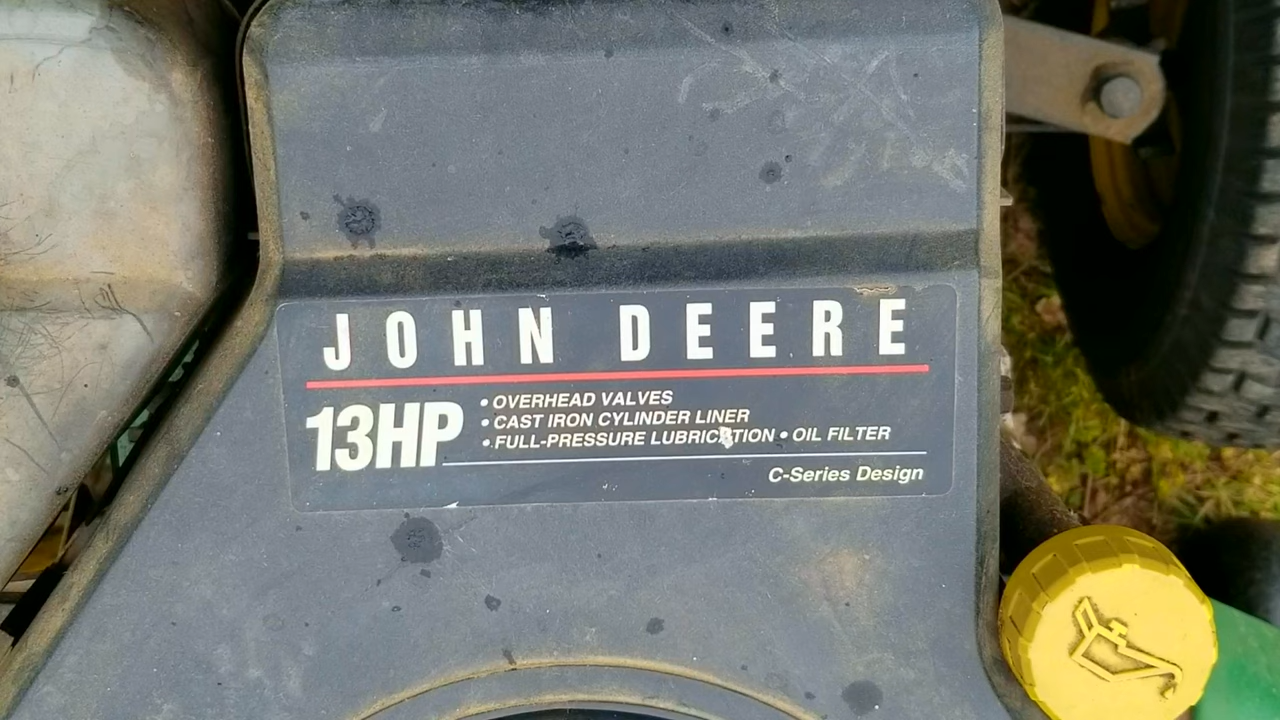 JOHN DEERE
13HP
• OVERHEAD VALVES
• CAST IRON CYLINDER LINER
• FULL-PRESSURE LUBRICATION • OIL FILTER
C-Series Design